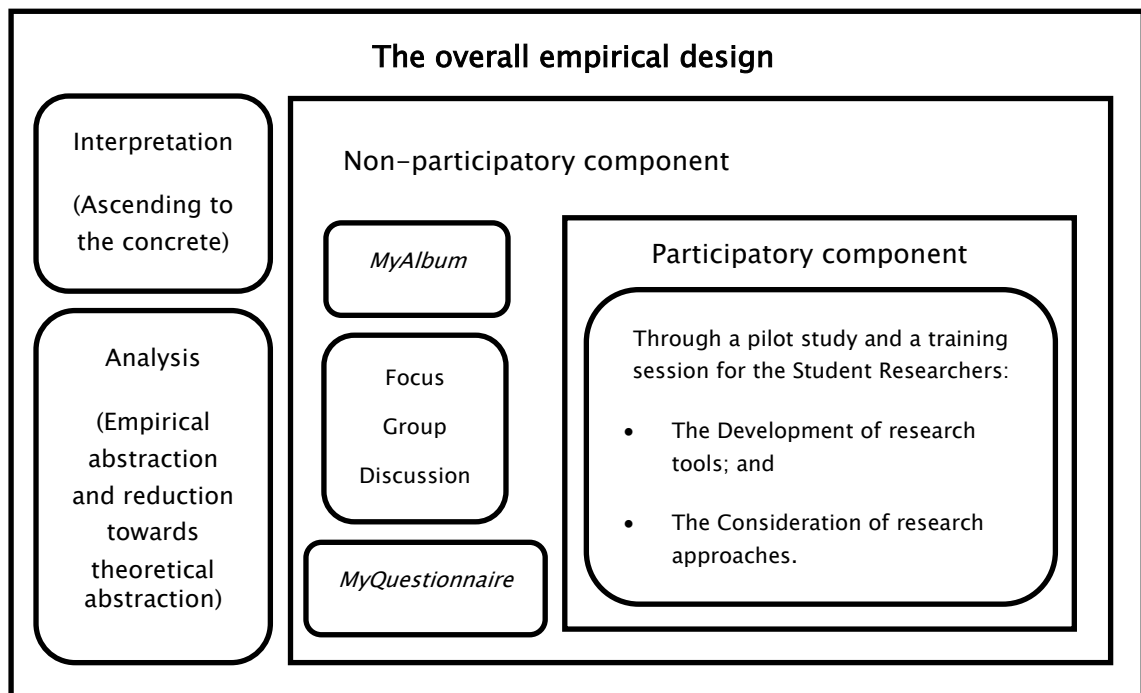 The overall empirical design
Interpretation
(Ascending to
the concrete)
Analysis
(Empirical
abstraction
and reduction
towards
theoretical
abstraction)
Non-participatory component
MyAlbum
Focus
Group
Discussion
MyQuestionnaire
Participatory component
Through a pilot study and a training
session for the Student Researchers:
• The Development of research
tools; and
• The Consideration of research
approaches.